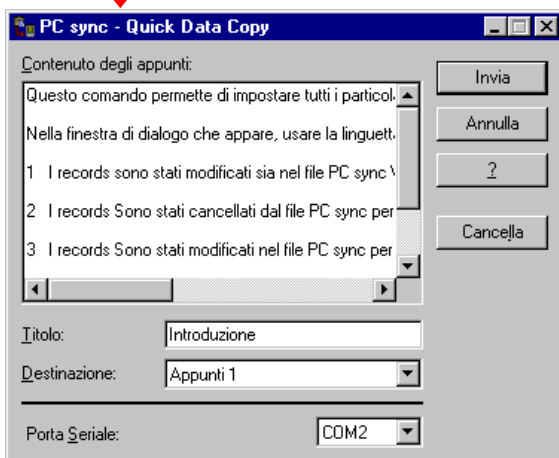 PC sync - Quick Data Copy
Contenuto degli appunti:
Questo comando permette di impostare tutti i particol
Nella finestra di dialogo che appare, usare la linguett
1 I records sono stati modificati sia nel file PC sync
2 I records Sono stati cancellati dal file PC sync per
3 I records Sono stati modificati nel file PC sync per
Invia
Annulla
?
Cancella
Titolo: Introduzione
Destinazione: Appunti 1
Porta Seriale: COM2